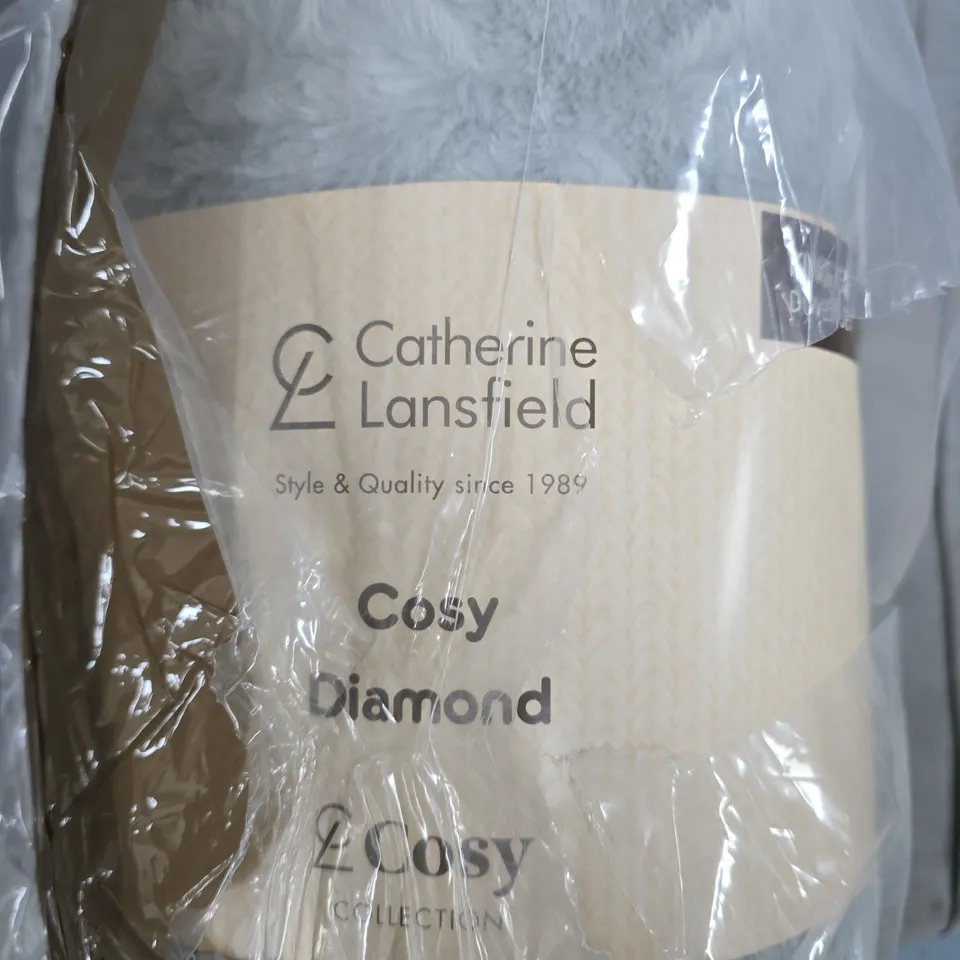 Catherine
Lansfield
Style & Quality since 1989
Cosy
Diamond
Cosy
COLLECTION